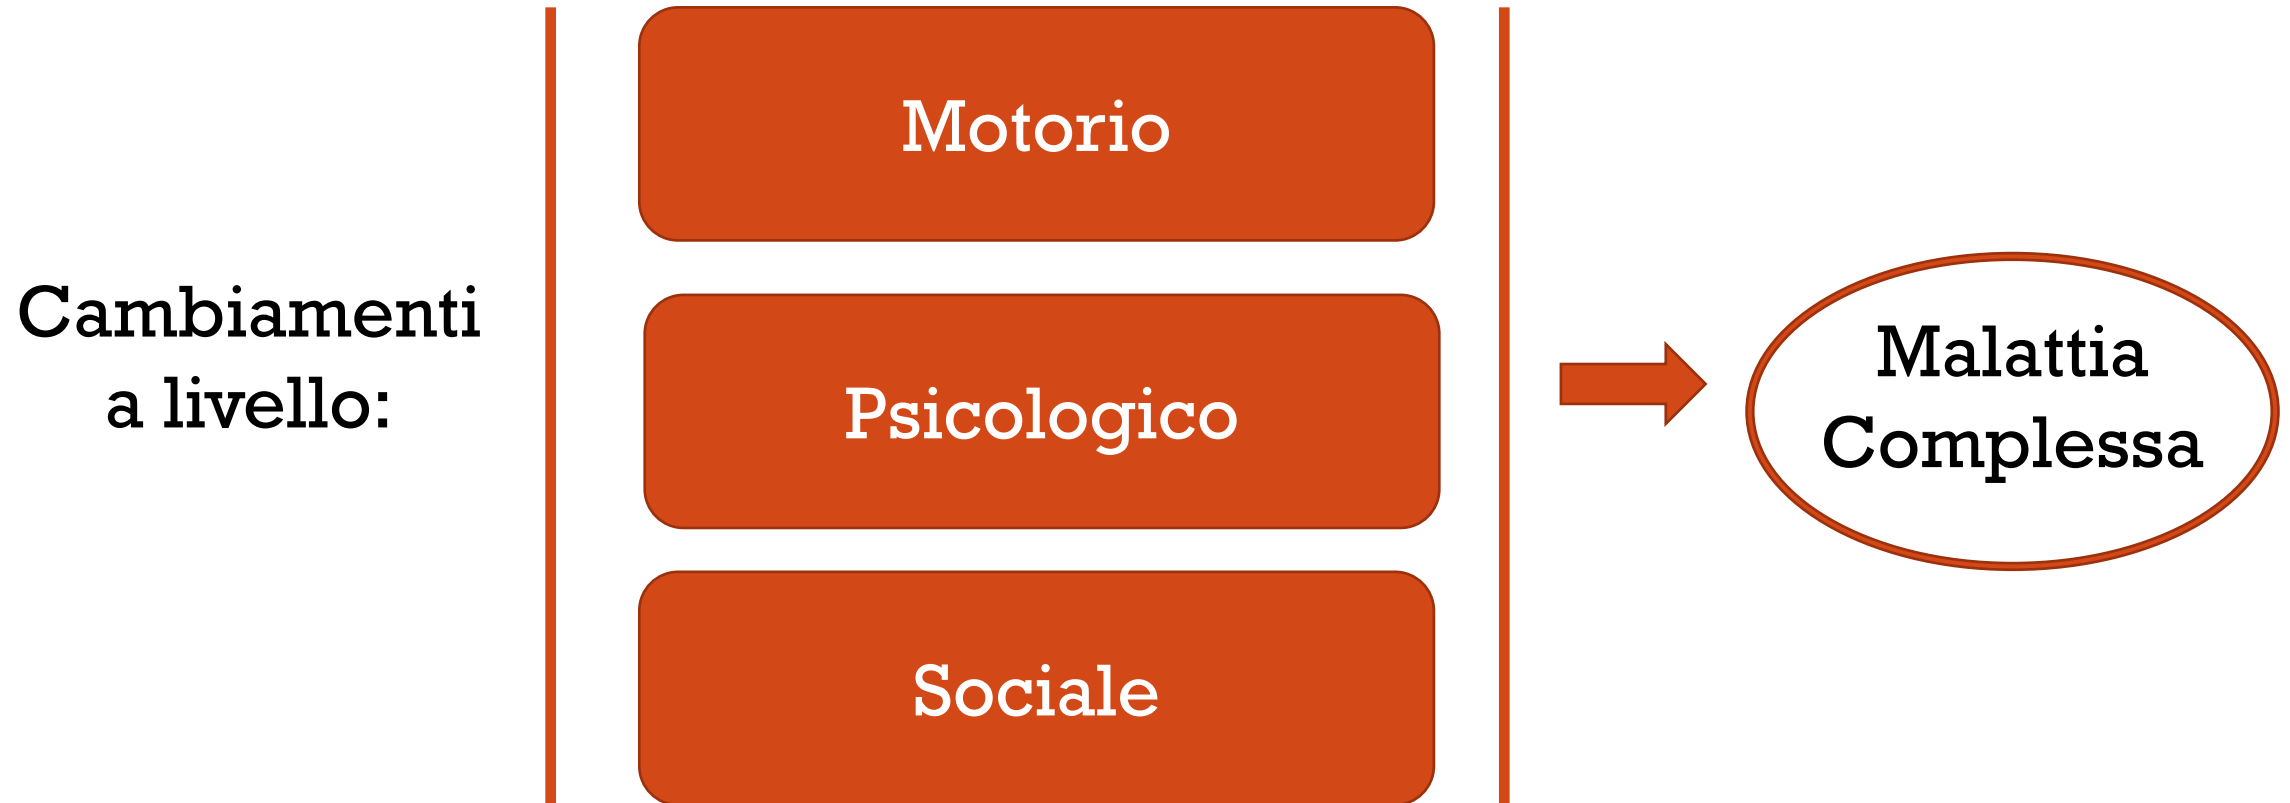 Cambiamenti
a livello:
Motorio
Psicologico
Sociale
Malattia
Complessa